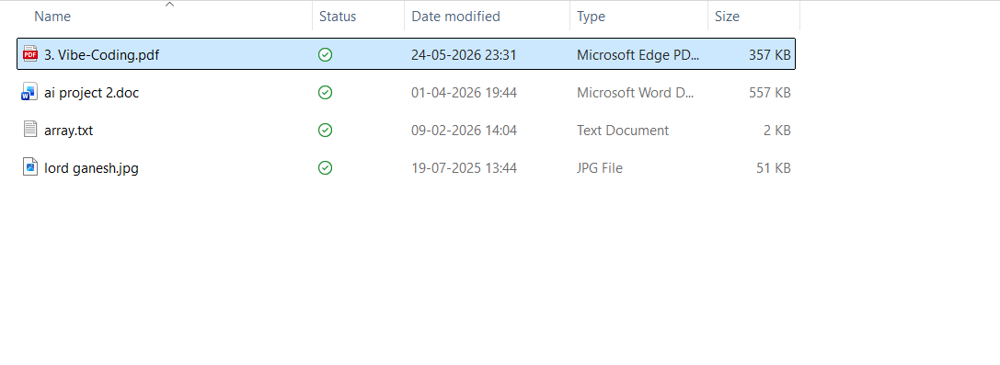 Name Status Date modified Type Size
3. Vibe-Coding.pdf 24-05-2026 23:31 Microsoft Edge PD... 357 KB
ai project 2.doc 01-04-2026 19:44 Microsoft Word D... 557 KB
array.txt 09-02-2026 14:04 Text Document 2 KB
lord ganesh.jpg 19-07-2025 13:44 JPG File 51 KB